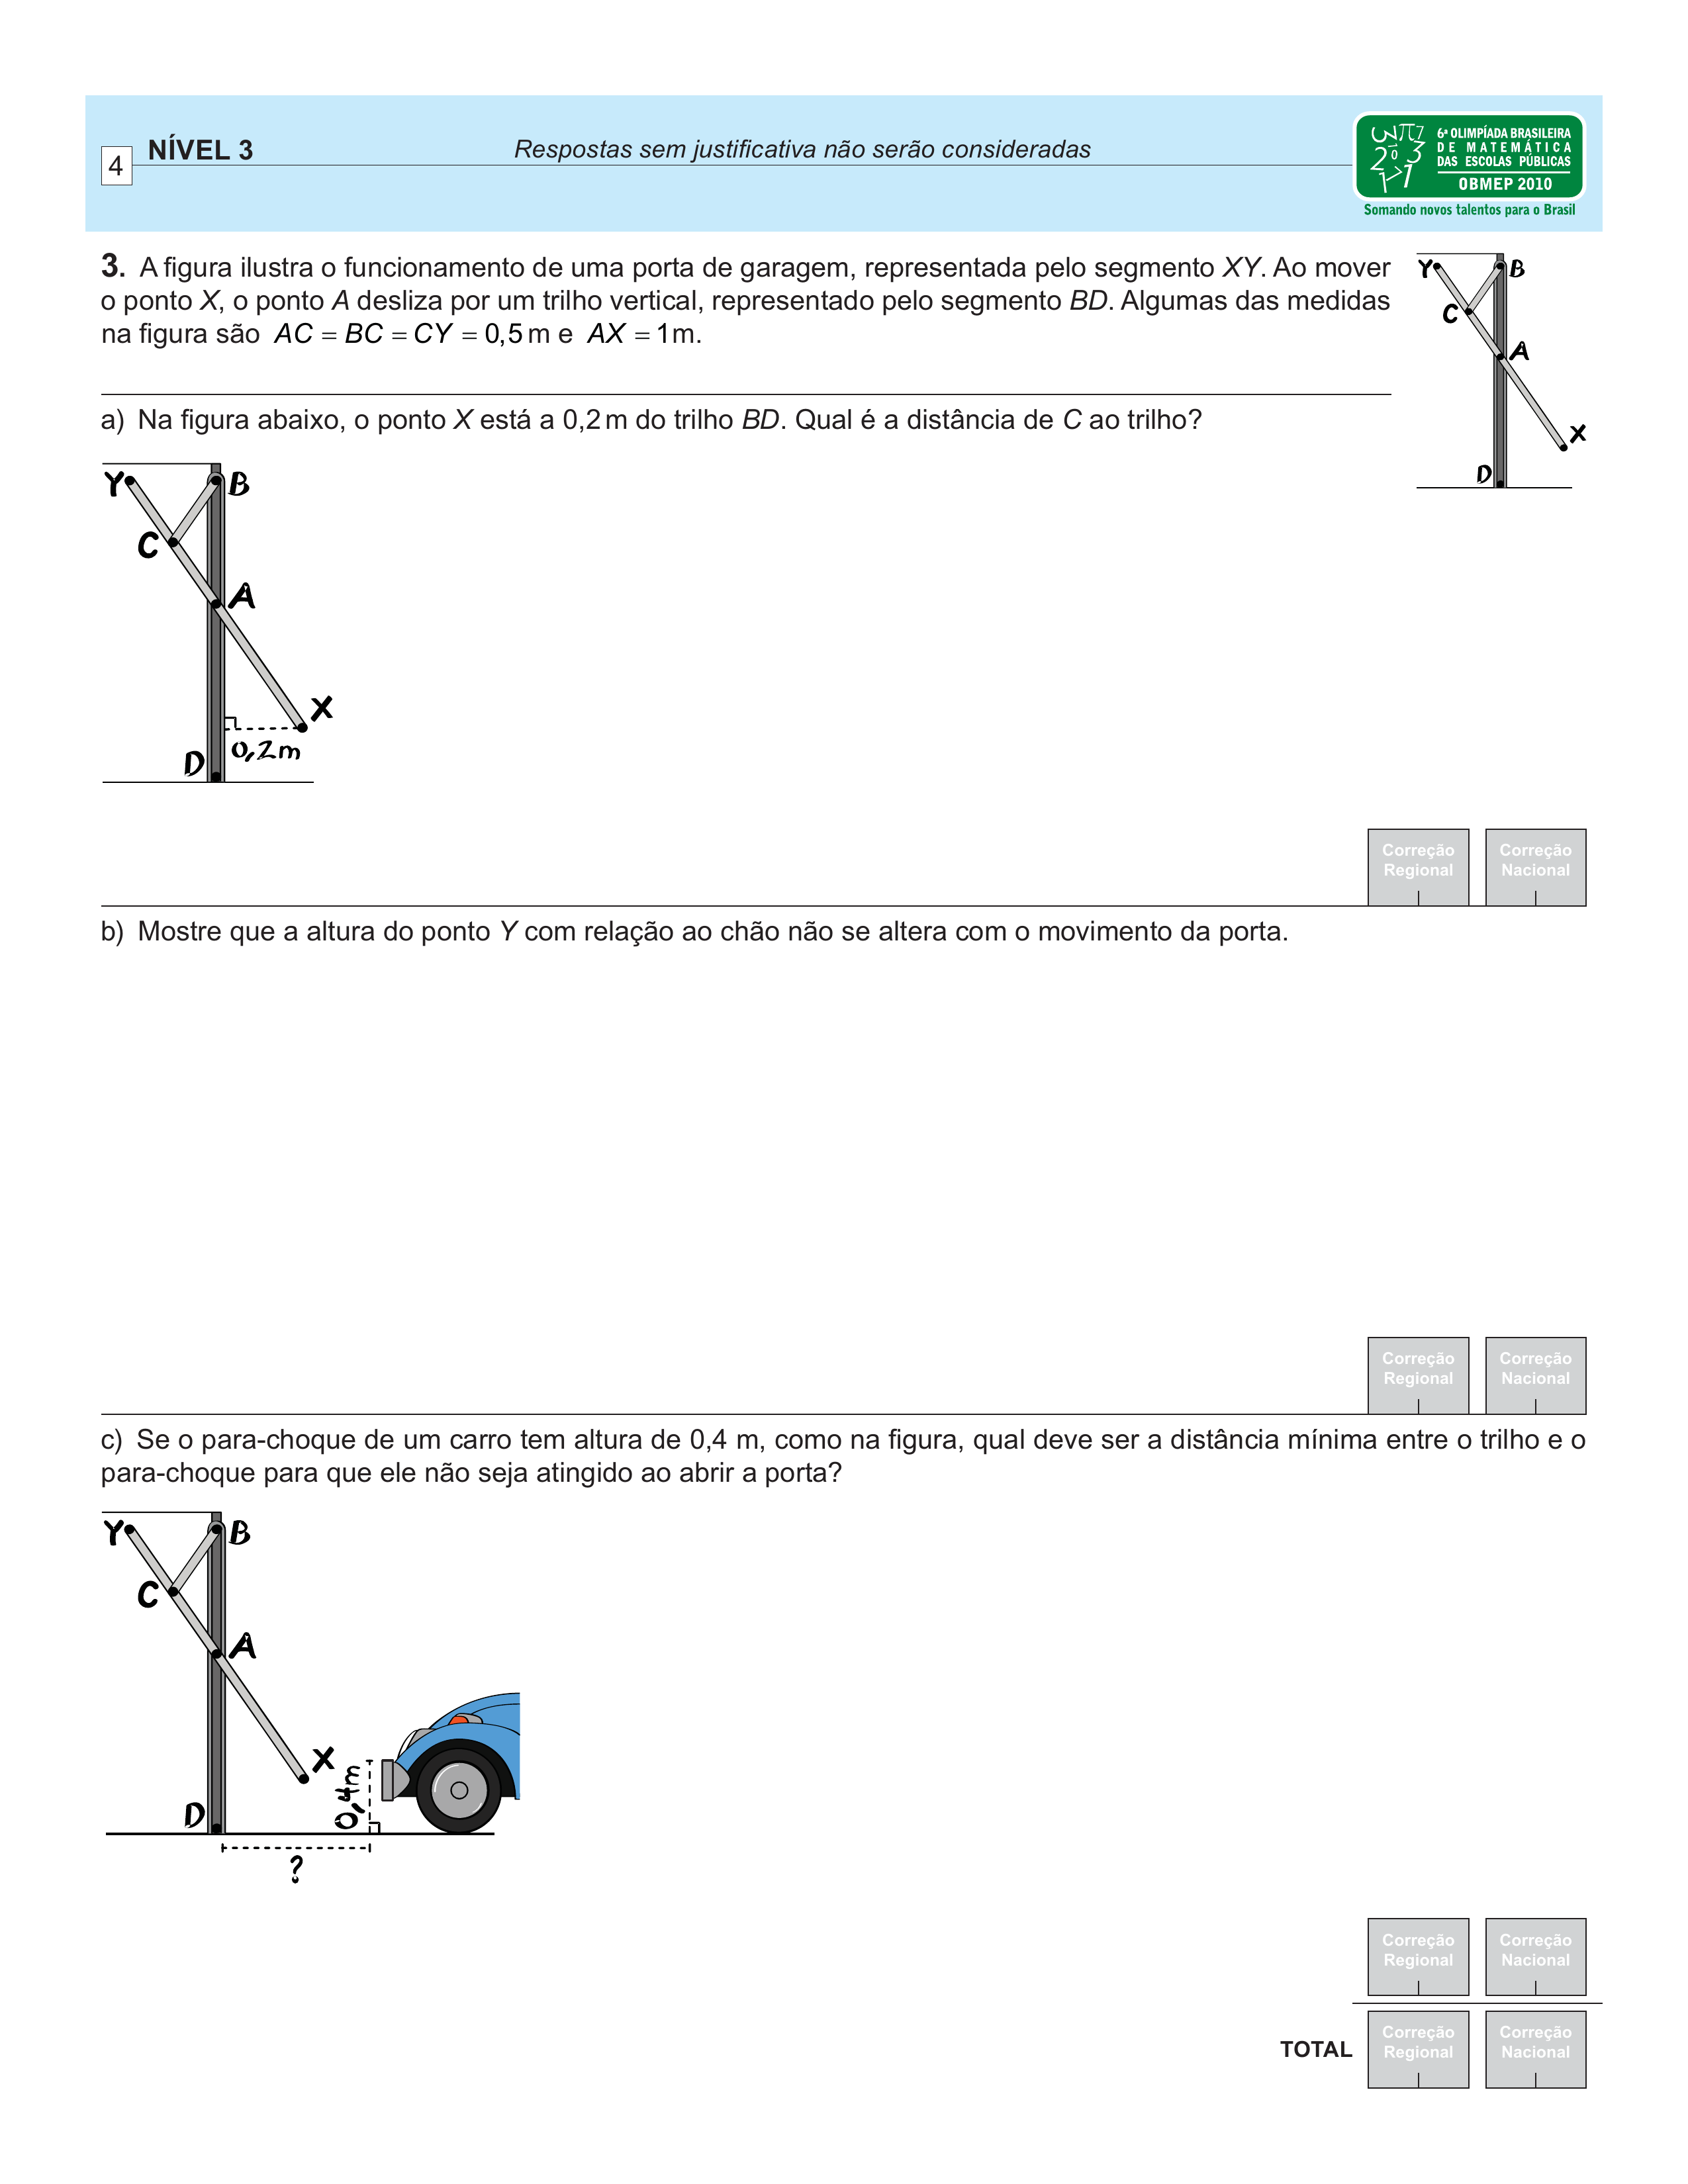 4
NÍVEL 3
Respostas sem justificativa não serão consideradas
6ª OLIMPÍADA BRASILEIRA
DE MATEMÁTICA
DAS ESCOLAS PÚBLICAS
OBMEP 2010
Somando novos talentos para o Brasil
3. A figura ilustra o funcionamento de uma porta de garagem, representada pelo segmento XY. Ao mover
o ponto X, o ponto A desliza por um trilho vertical, representado pelo segmento BD. Algumas das medidas
na figura são AC = BC = CY = 0,5 m e AX = 1m.
Y
B
C
A
X
D
a) Na figura abaixo, o ponto X está a 0,2 m do trilho BD. Qual é a distância de C ao trilho?
Y
B
C
A
X
D
0,2m
Correção
Regional
Correção
Nacional
b) Mostre que a altura do ponto Y com relação ao chão não se altera com o movimento da porta.
Correção
Regional
Correção
Nacional
c) Se o para-choque de um carro tem altura de 0,4 m, como na figura, qual deve ser a distância mínima entre o trilho e o
para-choque para que ele não seja atingido ao abrir a porta?
Y
B
C
A
X
D
0,4m
?
Correção
Regional
Correção
Nacional
TOTAL
Correção
Regional
Correção
Nacional